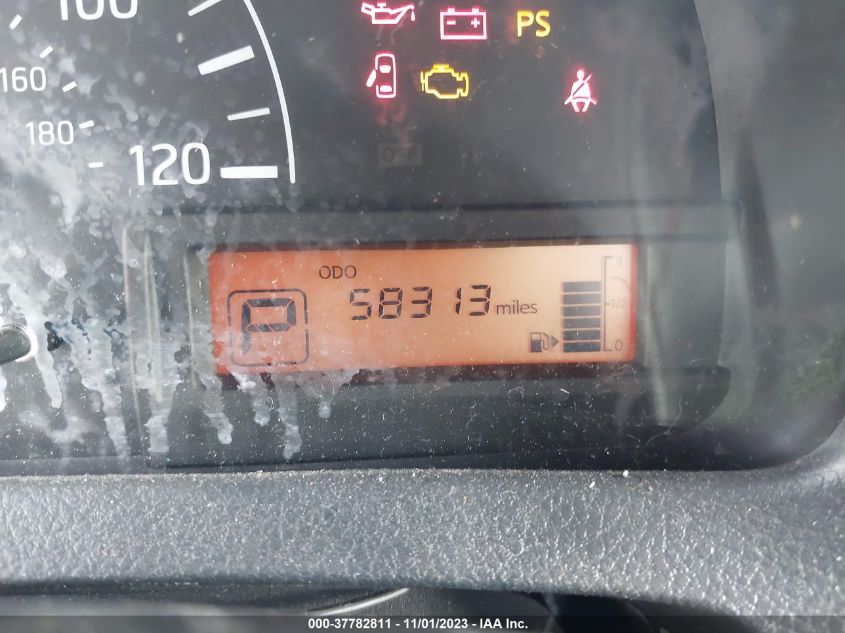 100
160
180
120
PS
OFF
ODO
P
58313 miles
1
1/2
0
000-37782811 - 11/01/2023 - IAA Inc.